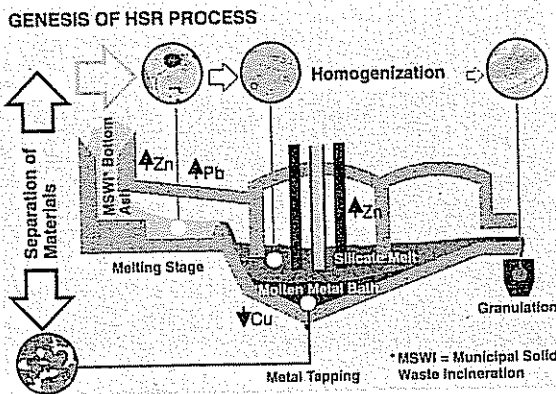 GENESIS OF HSR PROCESS
Homogenization
Separation of
Materials
MSWI* Bottom
Ash
Zn
Pb
Zn
Silicate Melt
Melting Stage
Molten Metal Bath
Cu
Granulation
Metal Tapping
* MSWI = Municipal Solid
Waste Incineration